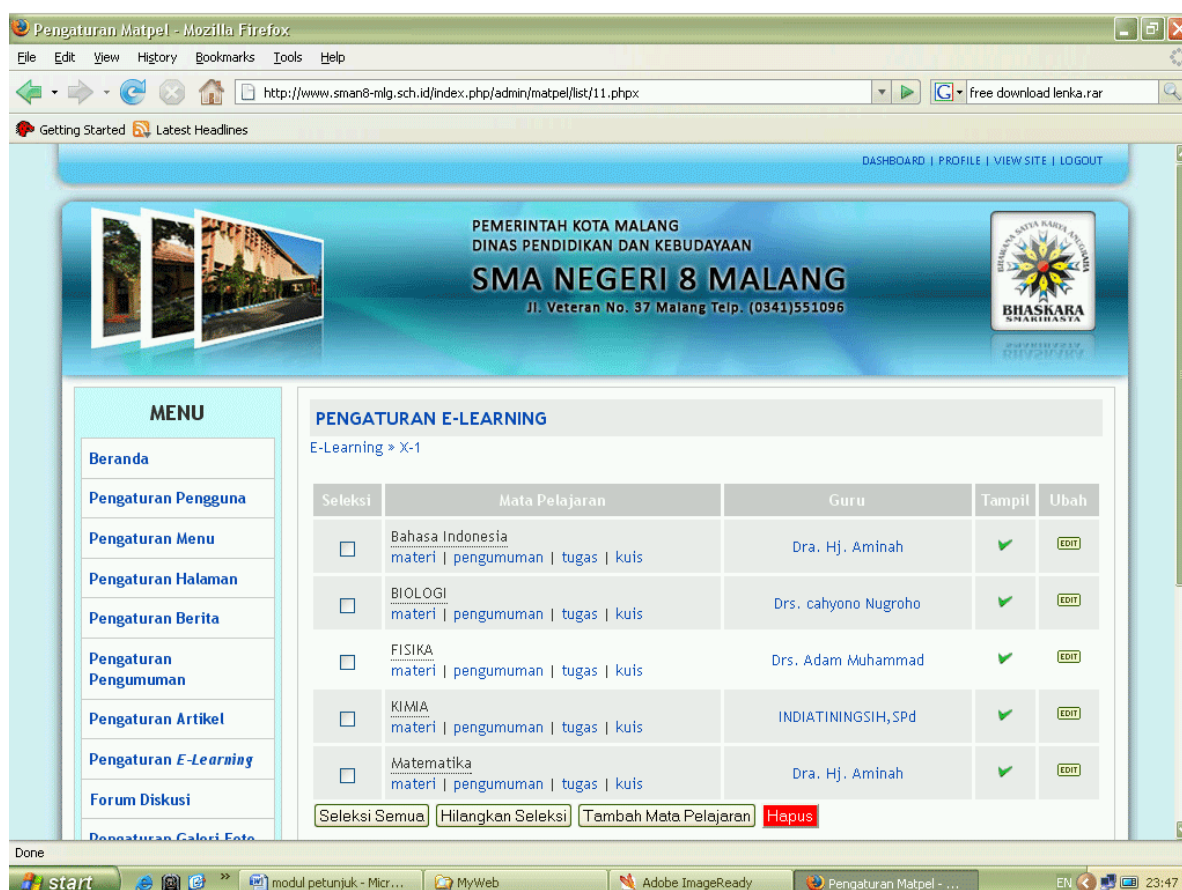 Pengaturan Matpel - Mozilla Firefox
File Edit View History Bookmarks Tools Help
http://www.sman8-mlg.sch.id/index.php/admin/matpel/list/11.phpx
G free download lenka.rar
Getting Started Latest Headlines
DASHBOARD | PROFILE | VIEW SITE | LOGOUT
PEMERINTAH KOTA MALANG
DINAS PENDIDIKAN DAN KEBUDAYAAN
SMA NEGERI 8 MALANG
Jl. Veteran No. 37 Malang Telp. (0341)551096
BHASKARA
SMARIHASTA
MENU
Beranda
Pengaturan Pengguna
Pengaturan Menu
Pengaturan Halaman
Pengaturan Berita
Pengaturan
Pengumuman
Pengaturan Artikel
Pengaturan E-Learning
Forum Diskusi
Pengaturan Galeri Foto
PENGATURAN E-LEARNING
E-Learning » X-1
Seleksi Mata Pelajaran Guru Tampil Ubah
Bahasa Indonesia
materi | pengumuman | tugas | kuis
Dra. Hj. Aminah
EDIT
BIOLOGI
materi | pengumuman | tugas | kuis
Drs. cahyono Nugroho
EDIT
FISIKA
materi | pengumuman | tugas | kuis
Drs. Adam Muhammad
EDIT
KIMIA
materi | pengumuman | tugas | kuis
INDIATININGSIH,SPd
EDIT
Matematika
materi | pengumuman | tugas | kuis
Dra. Hj. Aminah
EDIT
Seleksi Semua Hilangkan Seleksi Tambah Mata Pelajaran Hapus
Done
start » modul petunjuk - Micr... MyWeb Adobe ImageReady Pengaturan Matpel - ... EN 23:47